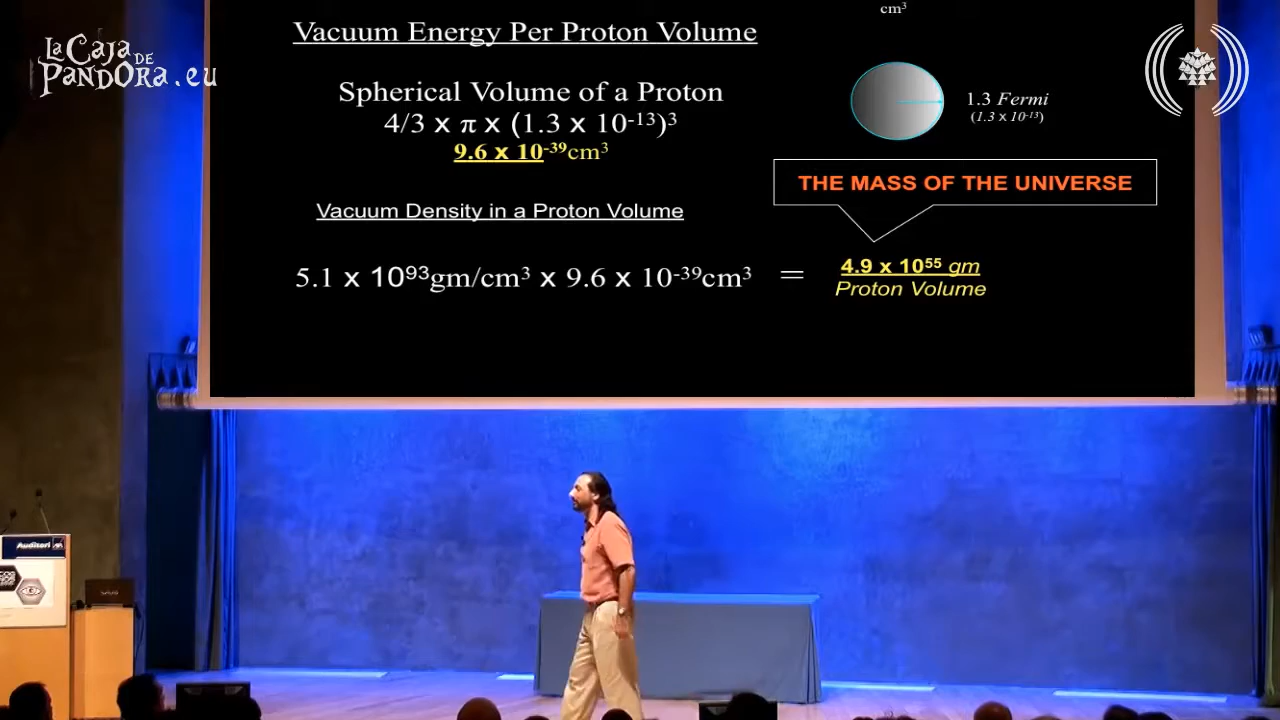 La Caja
DE
Pandora.eu
cm³
Vacuum Energy Per Proton Volume
Spherical Volume of a Proton
4/3 x π x (1.3 x 10⁻¹³)³
9.6 x 10⁻³⁹cm³
1.3 Fermi
(1.3 x 10⁻¹³)
THE MASS OF THE UNIVERSE
Vacuum Density in a Proton Volume
5.1 x 10⁹³gm/cm³ x 9.6 x 10⁻³⁹cm³ = 4.9 x 10⁵⁵ gm
Proton Volume
Auditori